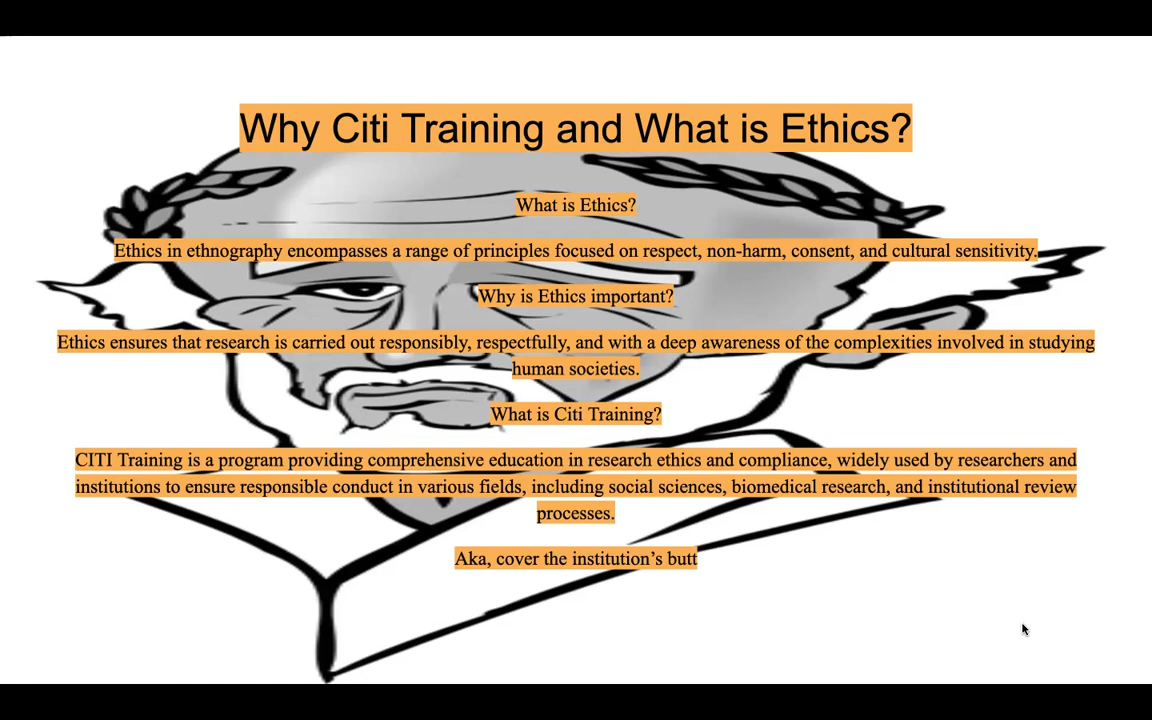 Why Citi Training and What is Ethics?
What is Ethics?
Ethics in ethnography encompasses a range of principles focused on respect, non-harm, consent, and cultural sensitivity.
Why is Ethics important?
Ethics ensures that research is carried out responsibly, respectfully, and with a deep awareness of the complexities involved in studying
human societies.
What is Citi Training?
CITI Training is a program providing comprehensive education in research ethics and compliance, widely used by researchers and
institutions to ensure responsible conduct in various fields, including social sciences, biomedical research, and institutional review
processes.
Aka, cover the institution’s butt